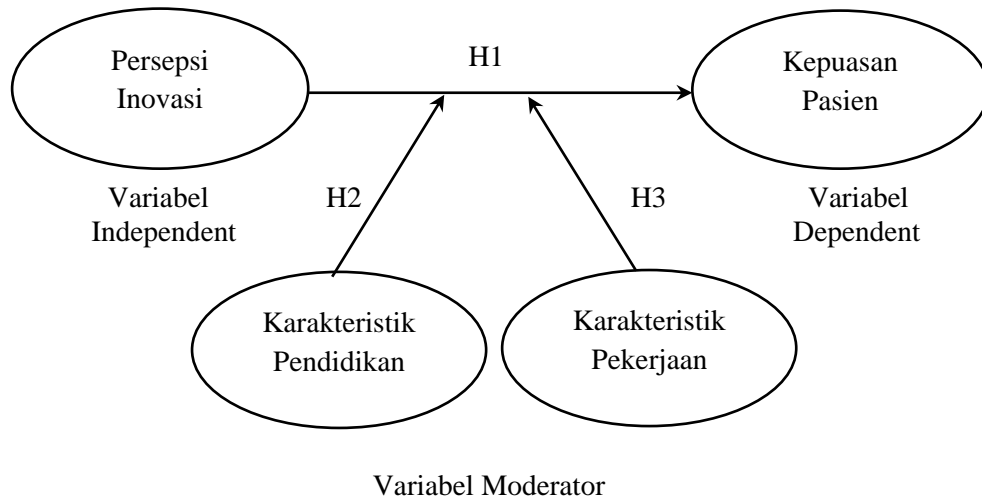 Persepsi
Inovasi
H1
Kepuasan
Pasien
Variabel
Independent
H2
H3
Variabel
Dependent
Karakteristik
Pendidikan
Karakteristik
Pekerjaan
Variabel Moderator